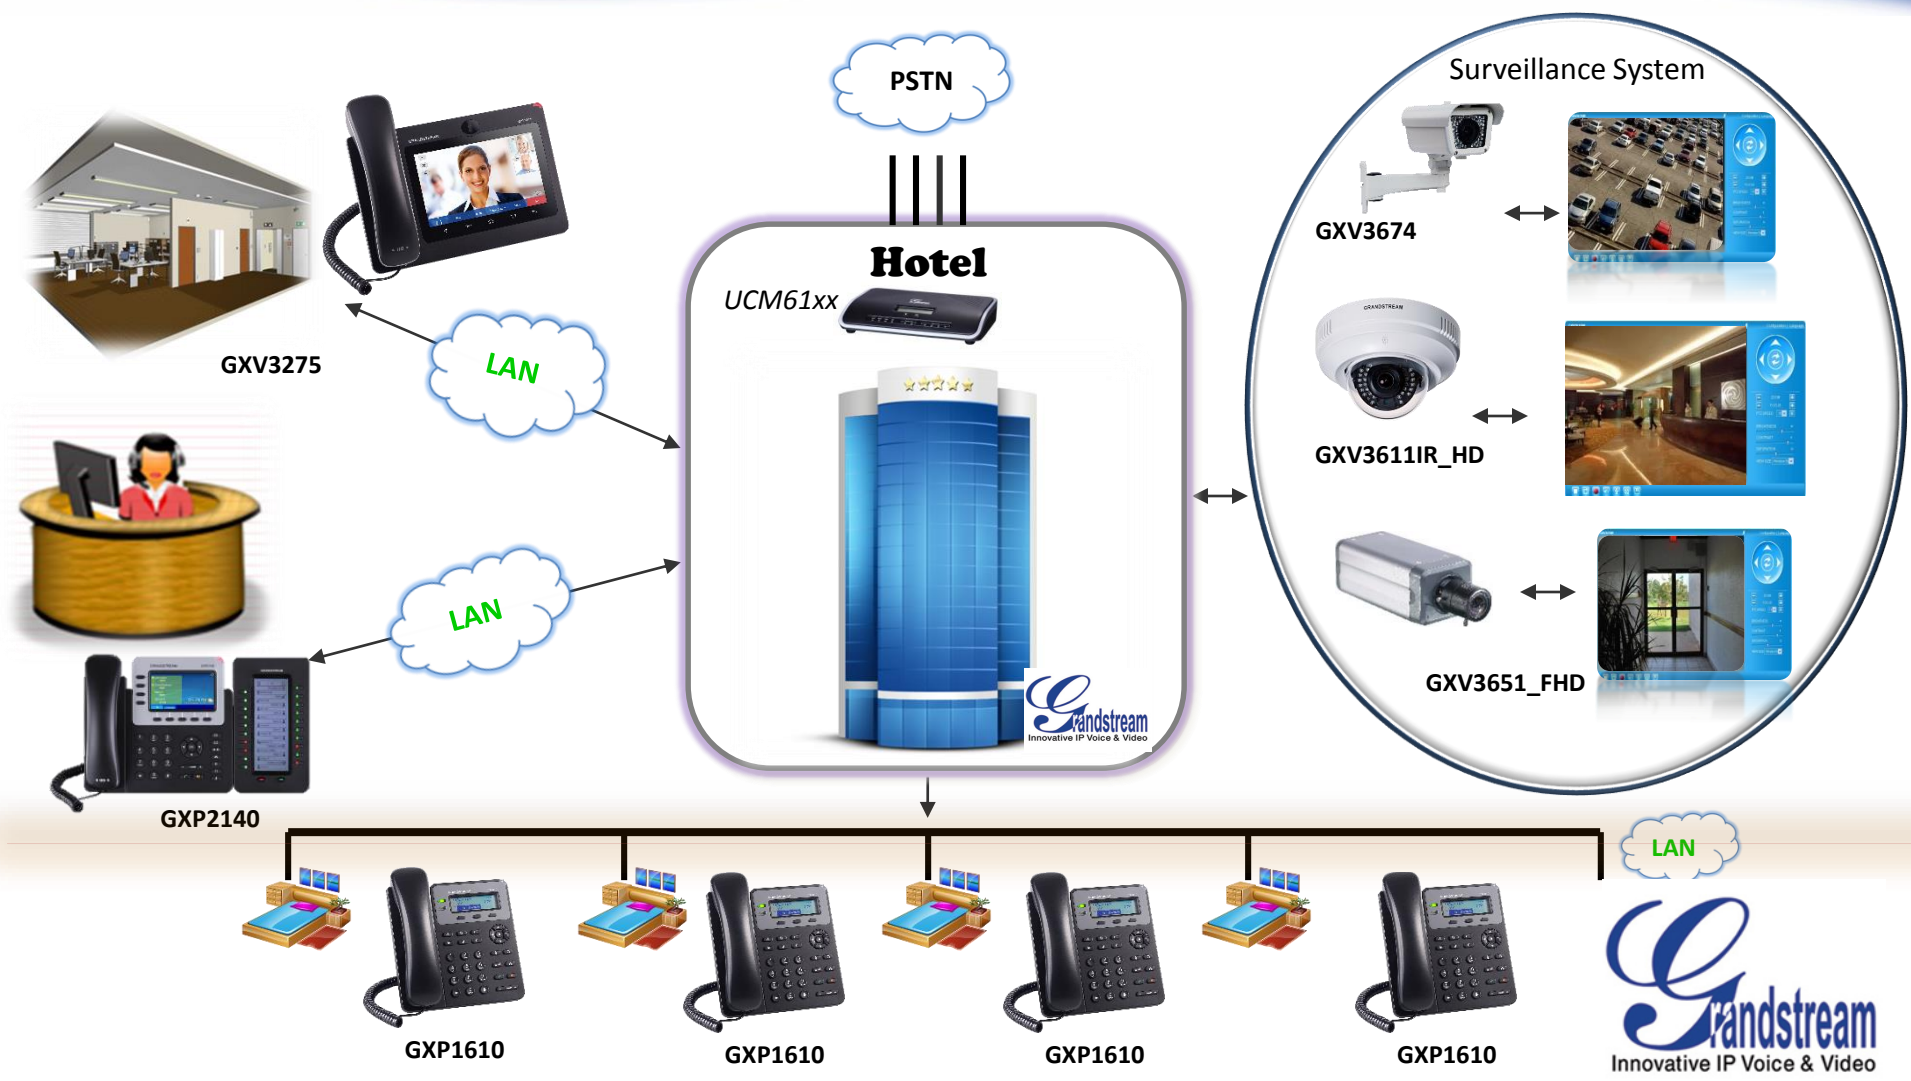 PSTN
Surveillance System
GXV3674
Hotel
UCM61xx
LAN
GXV3275
GRANDSTREAM
GXV3611IR_HD
LAN
GXV3651_FHD
Grandstream
Innovative IP Voice & Video
GXP2140
LAN
GXP1610
GXP1610
GXP1610
GXP1610
Grandstream
Innovative IP Voice & Video